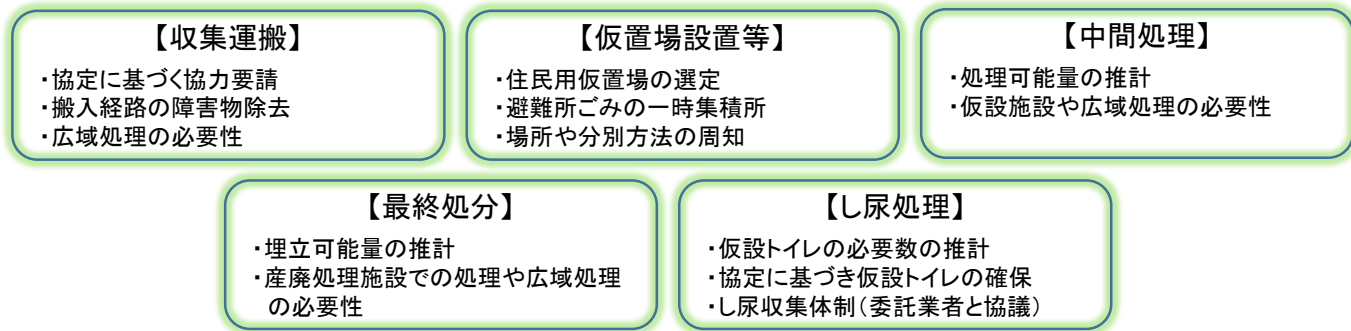 【収集運搬】
・協定に基づく協力要請
・搬入経路の障害物除去
・広域処理の必要性
【仮置場設置等】
・住民用仮置場の選定
・避難所ごみの一時集積所
・場所や分別方法の周知
【中間処理】
・処理可能量の推計
・仮設施設や広域処理の必要性
【最終処分】
・埋立可能量の推計
・産廃処理施設での処理や広域処理
の必要性
【し尿処理】
・仮設トイレの必要数の推計
・協定に基づき仮設トイレの確保
・し尿収集体制(委託業者と協議)